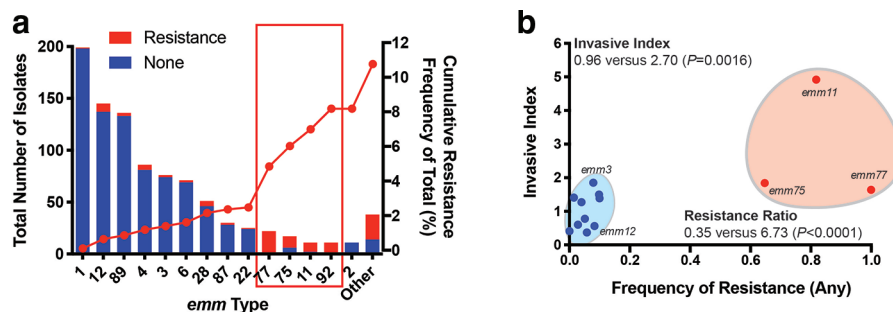 a
Resistance
None
Total Number of Isolates
200
150
100
50
0
12
10
8
6
4
2
0
Cumulative Resistance
Frequency of Total (%)
1 12 89 4 3 6 28 87 22 77 75 11 92 2 Other
emm Type
b
Invasive Index
0.96 versus 2.70 (P=0.0016)
Invasive Index
6
5
4
3
2
1
0
emm11
emm3
emm75
emm77
emm12
Resistance Ratio
0.35 versus 6.73 (P<0.0001)
0.0 0.2 0.4 0.6 0.8 1.0
Frequency of Resistance (Any)